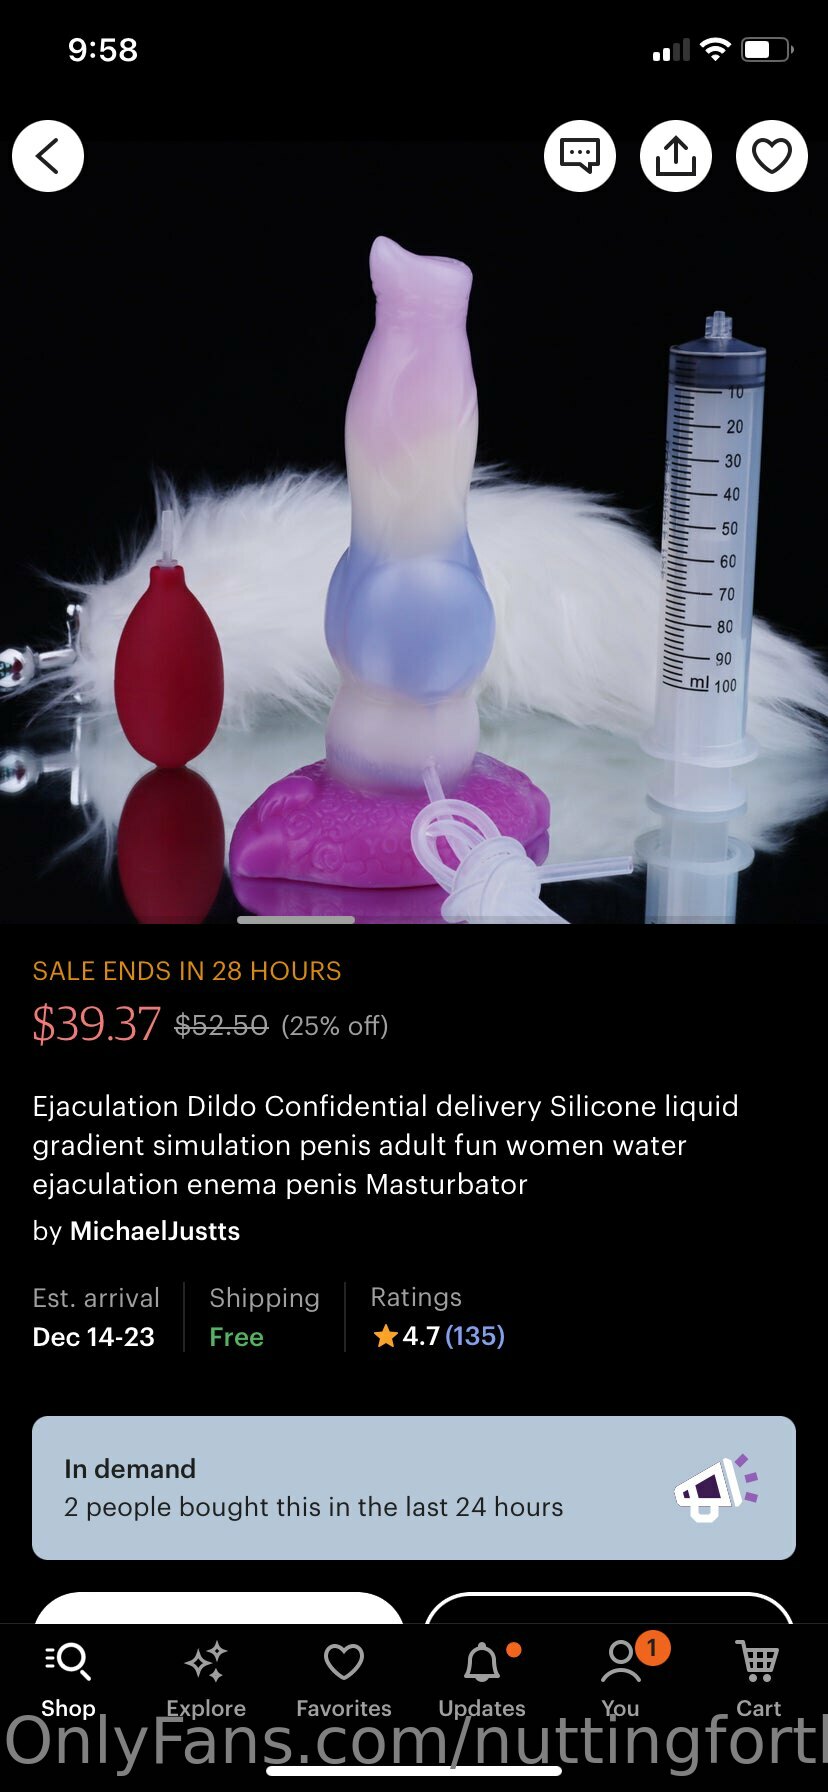 9:58
10
20
30
40
50
60
70
80
90
ml 100
SALE ENDS IN 28 HOURS
$39.37 $52.50 (25% off)
Ejaculation Dildo Confidential delivery Silicone liquid
gradient simulation penis adult fun women water
ejaculation enema penis Masturbator
by MichaelJustts
Est. arrival
Dec 14-23
Shipping
Free
Ratings
4.7 (135)
In demand
2 people bought this in the last 24 hours
1
Shop
Explore
Favorites
Updates
You
Cart
OnlyFans.com/nuttingforth